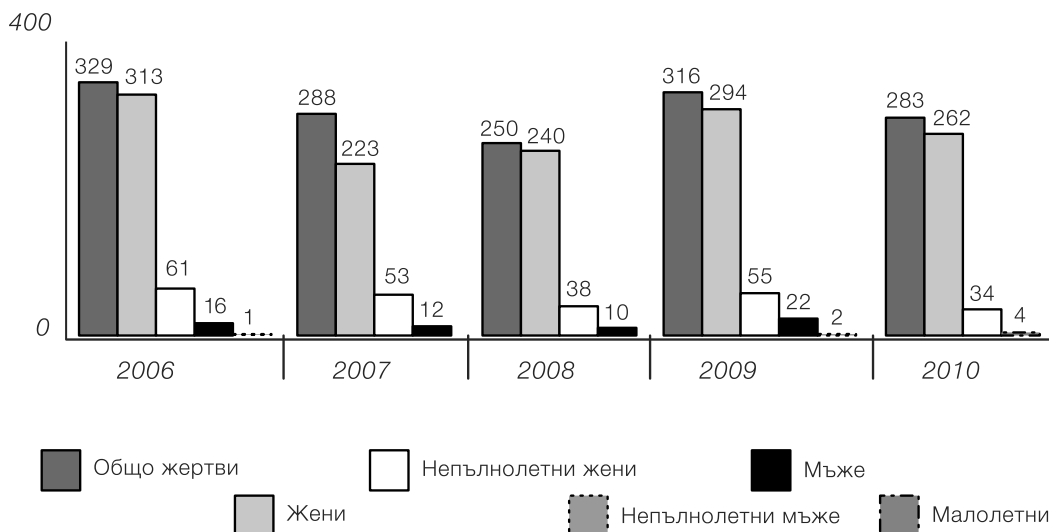 400
329 313 61 16 1
288 223 53 12
250 240 38 10
316 294 55 22 2
283 262 34 4
0
2006 2007 2008 2009 2010
Общо жертви Непълнолетни жени Мъже
Жени Непълнолетни мъже Малолетни